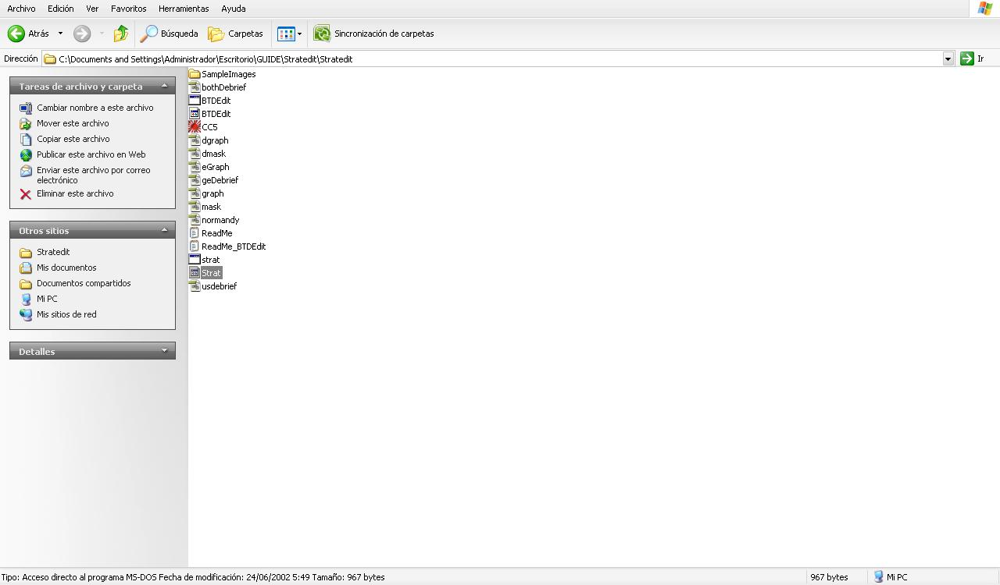 Archivo Edición Ver Favoritos Herramientas Ayuda
Atrás Búsqueda Carpetas Sincronización de carpetas
Dirección C:\Documents and Settings\Administrador\Escritorio\GUIDE\Stratedit\Stratedit Ir
Tareas de archivo y carpeta
Cambiar nombre a este archivo
Mover este archivo
Copiar este archivo
Publicar este archivo en Web
Enviar este archivo por correo
electrónico
Eliminar este archivo
Otros sitios
Stratedit
Mis documentos
Documentos compartidos
Mi PC
Mis sitios de red
Detalles
SampleImages
bothDebrief
BTDEdit
BTDEdit
CC5
dgraph
dmask
eGraph
geDebrief
graph
mask
normandy
ReadMe
ReadMe_BTDEdit
strat
Strat
usdebrief
Tipo: Acceso directo al programa MS-DOS Fecha de modificación: 24/06/2002 5:49 Tamaño: 967 bytes 967 bytes Mi PC